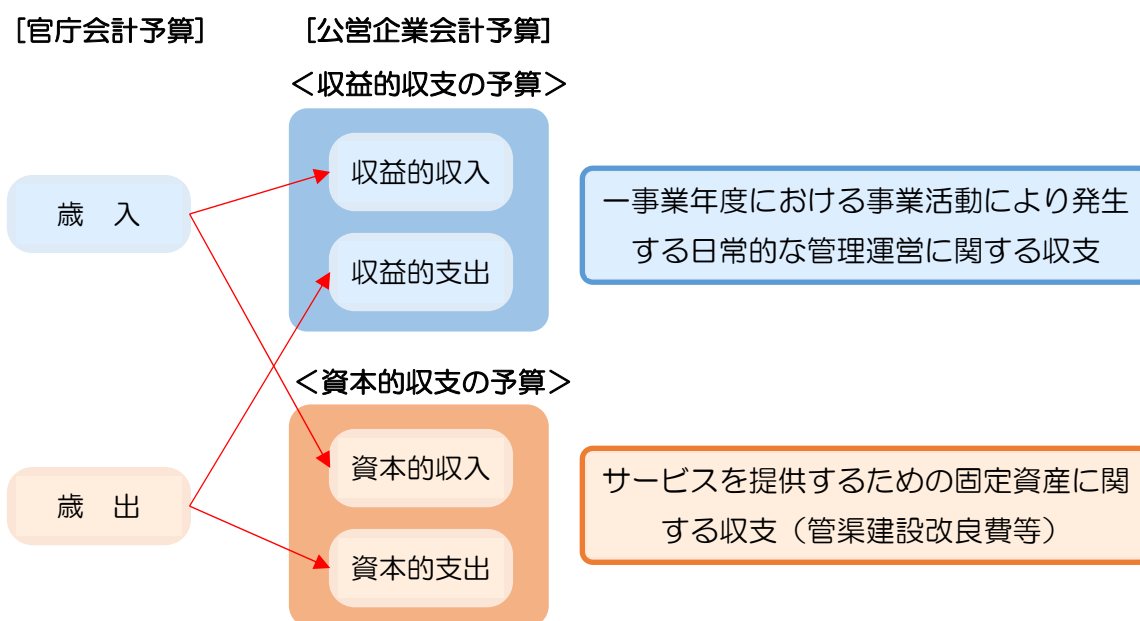 [官庁会計予算]
[公営企業会計予算]
＜収益的収支の予算＞
歳　入
収益的収入
収益的支出
一事業年度における事業活動により発生
する日常的な管理運営に関する収支
＜資本的収支の予算＞
歳　出
資本的収入
資本的支出
サービスを提供するための固定資産に関
する収支（管渠建設改良費等）